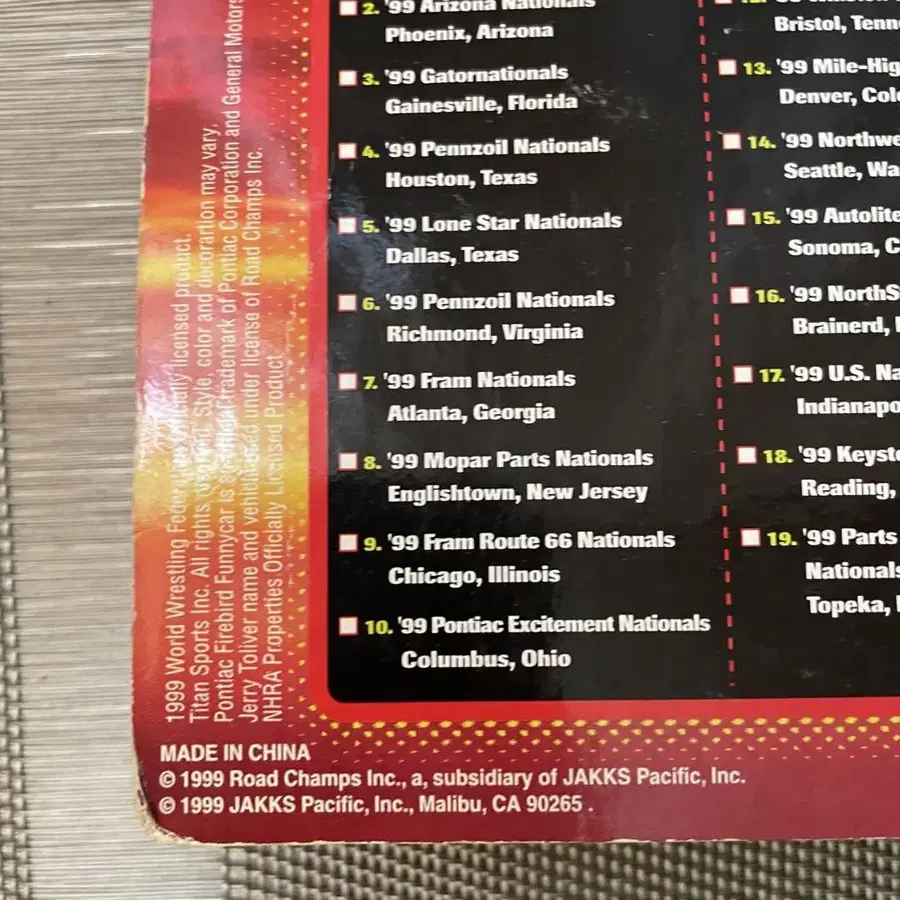 2. '99 Arizona Nationals
Phoenix, Arizona
3. '99 Gatornationals
Gainesville, Florida
4. '99 Pennzoil Nationals
Houston, Texas
5. '99 Lone Star Nationals
Dallas, Texas
6. '99 Pennzoil Nationals
Richmond, Virginia
7. '99 Fram Nationals
Atlanta, Georgia
8. '99 Mopar Parts Nationals
Englishtown, New Jersey
9. '99 Fram Route 66 Nationals
Chicago, Illinois
10. '99 Pontiac Excitement Nationals
Columbus, Ohio
Bristol, Tenn
13. '99 Mile-Hig
Denver, Col
14. '99 Northwe
Seattle, Wa
15. '99 Autolite
Sonoma, C
16. '99 NorthS
Brainerd,
17. '99 U.S. Na
Indianapo
18. '99 Keyst
Reading,
19. '99 Parts
Nationals
Topeka,
1999 World Wrestling licensed product.
Titan Sports Inc. All rights Style, color and decorartion may vary.
Pontiac Firebird Funnycar is trademark of Pontiac Corporation and General Motors
Jerry Toliver name and vehicle used under license of Road Champs Inc.
NHRA Properties Officially Licensed Product
MADE IN CHINA
© 1999 Road Champs Inc., a, subsidiary of JAKKS Pacific, Inc.
© 1999 JAKKS Pacific, Inc., Malibu, CA 90265 .